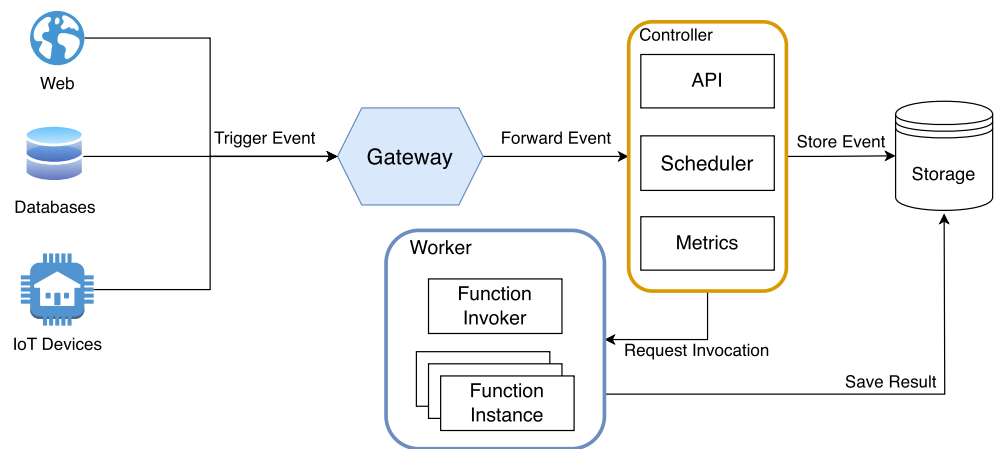 Web
Databases
IoT Devices
Trigger Event
Gateway
Forward Event
Controller
API
Scheduler
Metrics
Store Event
Storage
Worker
Function
Invoker
Function
Instance
Request Invocation
Save Result